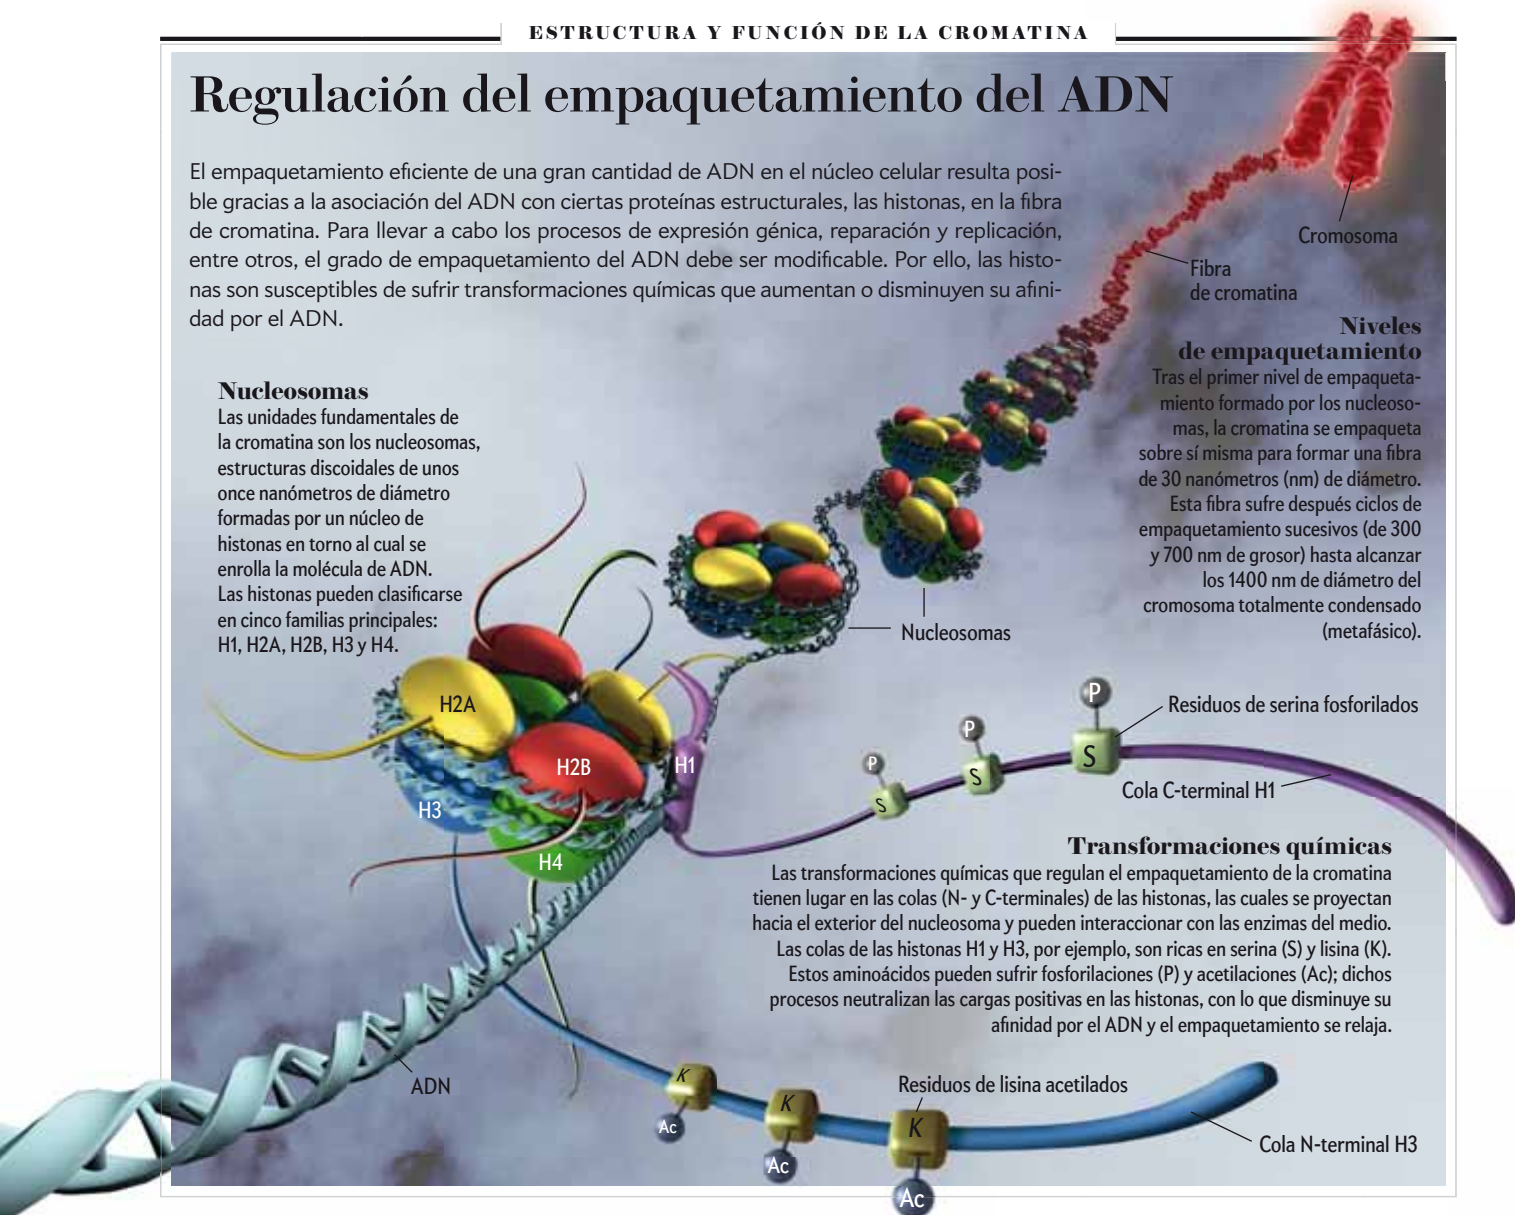 ESTRUCTURA Y FUNCIÓN DE LA CROMATINA
Regulación del empaquetamiento del ADN
El empaquetamiento eficiente de una gran cantidad de ADN en el núcleo celular resulta posi-
ble gracias a la asociación del ADN con ciertas proteínas estructurales, las histonas, en la fibra
de cromatina. Para llevar a cabo los procesos de expresión génica, reparación y replicación,
entre otros, el grado de empaquetamiento del ADN debe ser modificable. Por ello, las histo-
nas son susceptibles de sufrir transformaciones químicas que aumentan o disminuyen su afini-
dad por el ADN.
Cromosoma
Fibra
de cromatina
Niveles
de empaquetamiento
Tras el primer nivel de empaqueta-
miento formado por los nucleoso-
mas, la cromatina se empaqueta
sobre sí misma para formar una fibra
de 30 nanómetros (nm) de diámetro.
Esta fibra sufre después ciclos de
empaquetamiento sucesivos (de 300
y 700 nm de grosor) hasta alcanzar
los 1400 nm de diámetro del
cromosoma totalmente condensado
(metafásico).
Nucleosomas
Las unidades fundamentales de
la cromatina son los nucleosomas,
estructuras discoidales de unos
once nanómetros de diámetro
formadas por un núcleo de
histonas en torno al cual se
enrolla la molécula de ADN.
Las histonas pueden clasificarse
en cinco familias principales:
H1, H2A, H2B, H3 y H4.
Nucleosomas
H2A
H2B
H1
H3
H4
P
P
P
S
S
S
Residuos de serina fosforilados
Cola C-terminal H1
Transformaciones químicas
Las transformaciones químicas que regulan el empaquetamiento de la cromatina
tienen lugar en las colas (N- y C-terminales) de las histonas, las cuales se proyectan
hacia el exterior del nucleosoma y pueden interaccionar con las enzimas del medio.
Las colas de las histonas H1 y H3, por ejemplo, son ricas en serina (S) y lisina (K).
Estos aminoácidos pueden sufrir fosforilaciones (P) y acetilaciones (Ac); dichos
procesos neutralizan las cargas positivas en las histonas, con lo que disminuye su
afinidad por el ADN y el empaquetamiento se relaja.
ADN
Residuos de lisina acetilados
K
K
K
Ac
Ac
Ac
Cola N-terminal H3